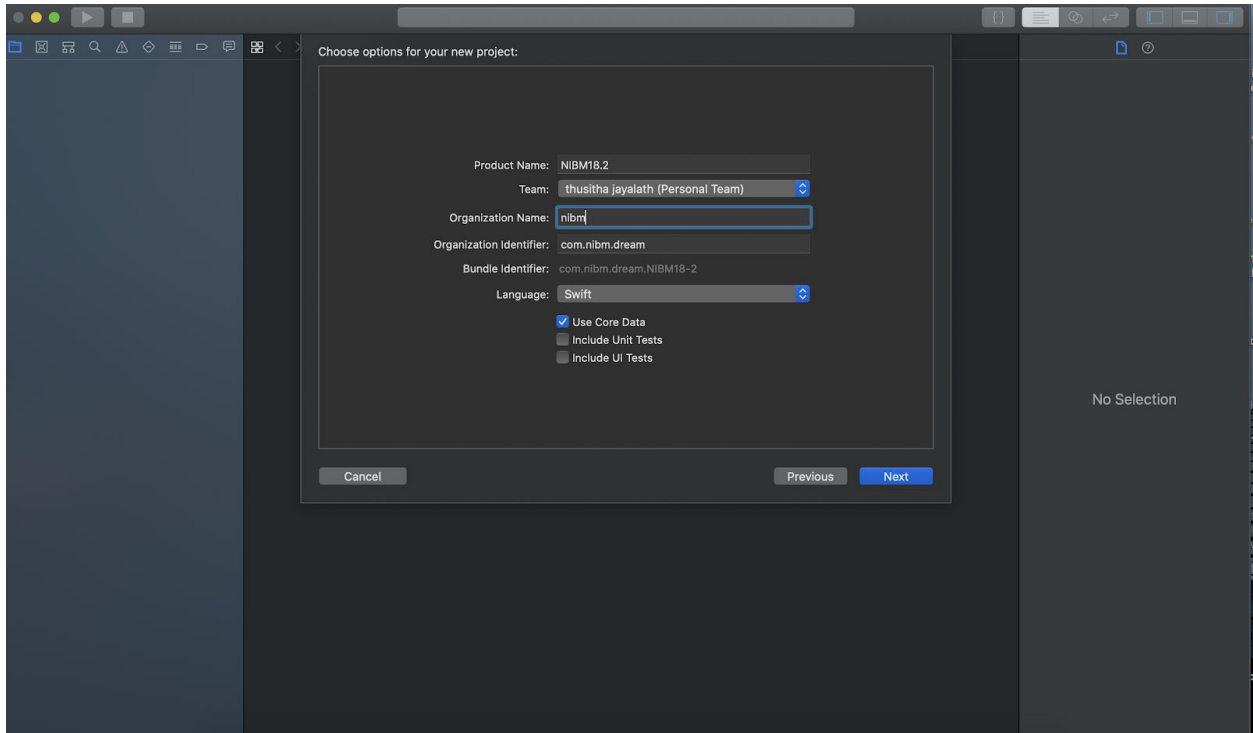 Choose options for your new project:
Product Name: NIBM18.2
Team: thusitha jayalath (Personal Team)
Organization Name: nibm
Organization Identifier: com.nibm.dream
Bundle Identifier: com.nibm.dream.NIBM18-2
Language: Swift
Use Core Data
Include Unit Tests
Include UI Tests
No Selection
Cancel Previous Next